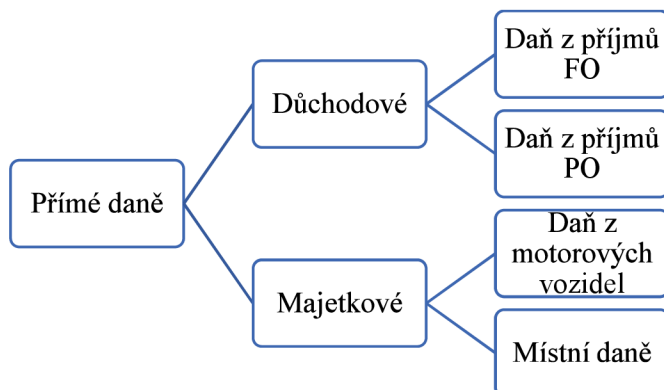 Přímé daně
Důchodové
Daň z příjmů
FO
Daň z příjmů
PO
Majetkové
Daň z
motorových
vozidel
Místní daně